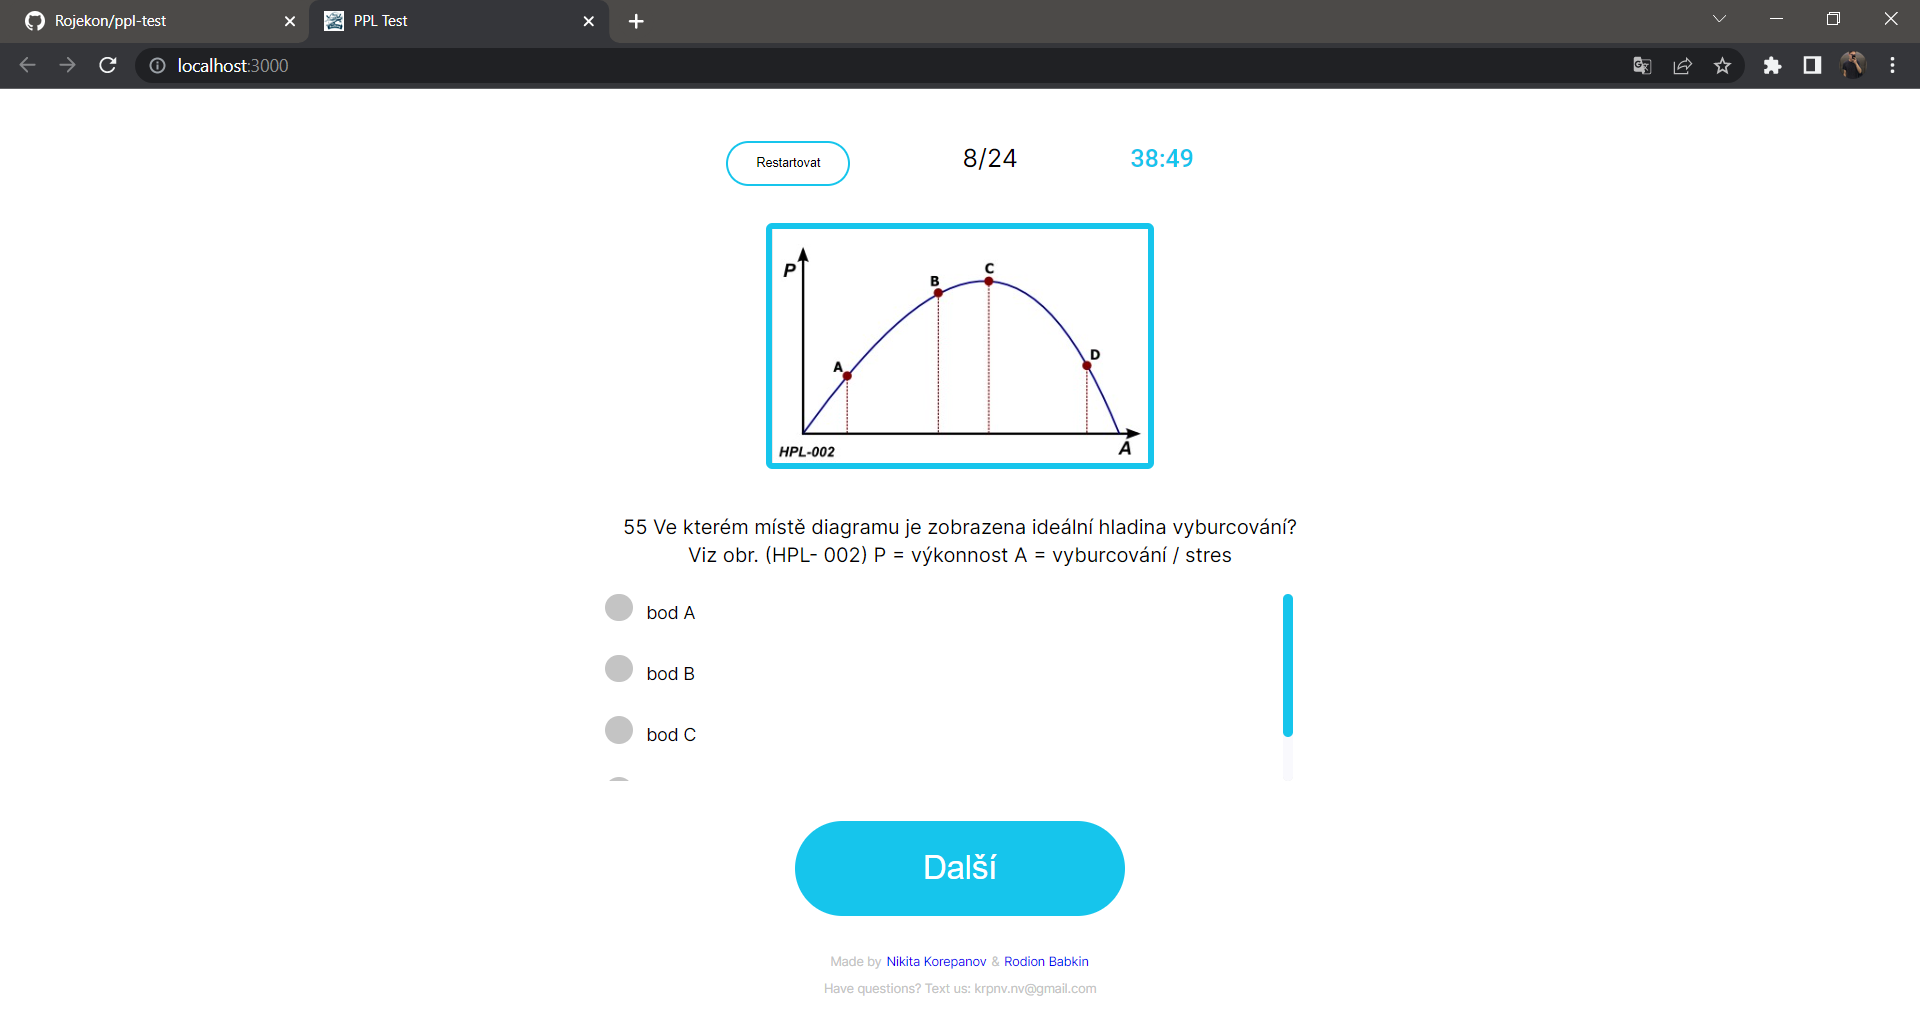 Rojekon/ppl-test
PPL Test
localhost:3000
Restartovat
8/24
38:49
P
A
B
C
D
A
HPL-002
55 Ve kterém místě diagramu je zobrazena ideální hladina vyburcování?
Viz obr. (HPL- 002) P = výkonnost A = vyburcování / stres
bod A
bod B
bod C
Další
Made by Nikita Korepanov & Rodion Babkin
Have questions? Text us: krpnv.nv@gmail.com